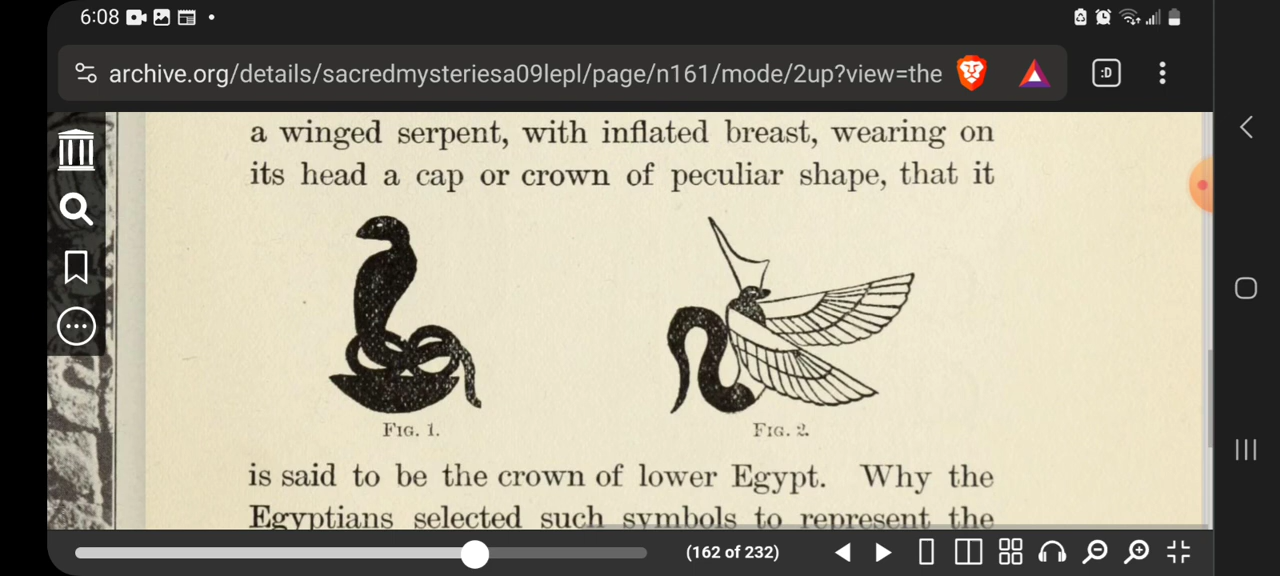 6:08
archive.org/details/sacredmysteriesa09lepl/page/n161/mode/2up?view=the
:D
a winged serpent, with inflated breast, wearing on
its head a cap or crown of peculiar shape, that it
FIG. 1.
FIG. 2.
is said to be the crown of lower Egypt. Why the
Egyptians selected such symbols to represent the
(162 of 232)